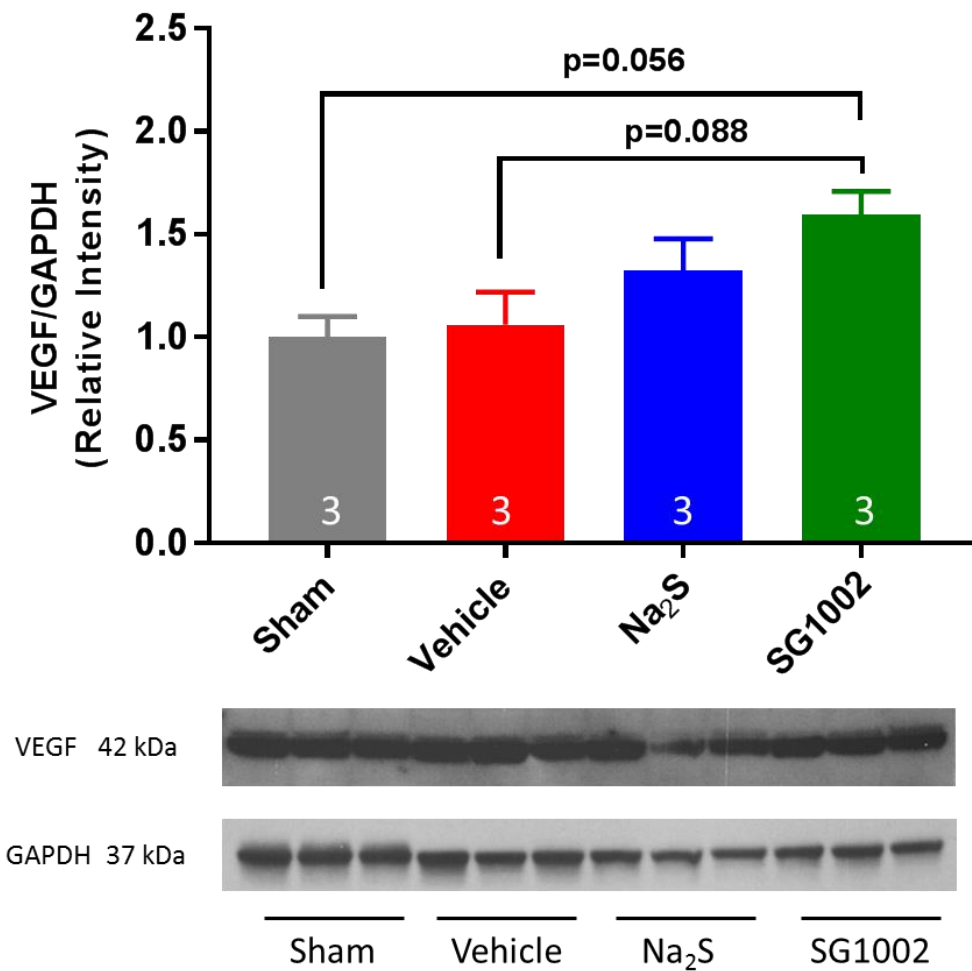 2.5
p=0.056
2.0
p=0.088
1.5
1.0
0.5
0.0
VEGF/GAPDH
(Relative Intensity)
3 3 3 3
Sham Vehicle Na₂S SG1002
VEGF 42 kDa
GAPDH 37 kDa
Sham Vehicle Na₂S SG1002